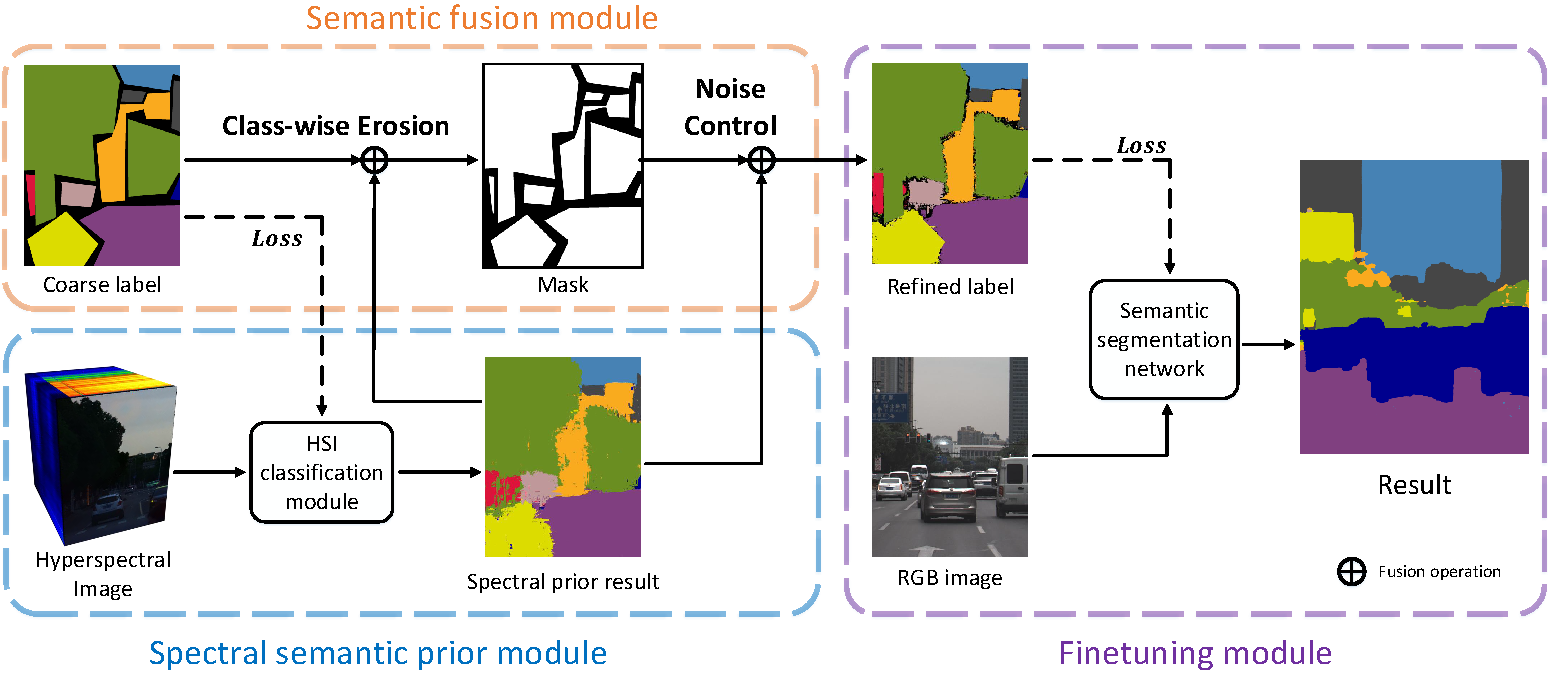 Semantic fusion module
Class-wise Erosion
Noise
Control
Loss
Coarse label
Mask
HSI
classification
module
Hyperspectral
Image
Spectral prior result
Spectral semantic prior module
Loss
Refined label
Semantic
segmentation
network
RGB image
Result
Fusion operation
Finetuning module